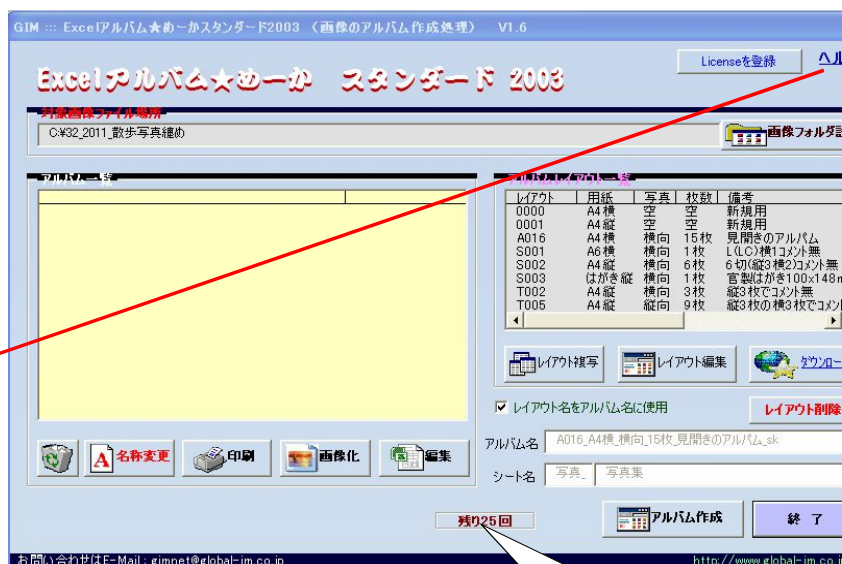 GIM ::: Excelアルバム★めーかスタンダード2003 （画像のアルバム作成処理） V1.6
Excelアルバム★めーか スタンダード 2003
Licenseを登録
ヘル
対象画像ファイル場所
C:¥32_2011_散歩写真纏め
画像フォルダ設
アルバム一覧
アルバムレイアウト一覧
レイアウト 用紙 写真 枚数 備考
0000 A4横 空 空 新規用
0001 A4縦 空 空 新規用
A016 A4横 横向 15枚 見開きのアルバム
S001 A6横 横向 1枚 L(LC)横1コメント無
S002 A4縦 横向 6枚 6切(縦3横2)コメント無
S003 はがき縦 横向 1枚 官製はがき100x148m
T002 A4縦 横向 3枚 縦3枚でコメント無
T005 A4縦 縦向 9枚 縦3枚の横3枚でコメント
レイアウト複写
レイアウト編集
ダウンロー
レイアウト名をアルバム名に使用
レイアウト削除
アルバム名 A016_A4横_横向_15枚_見開きのアルバム_sk
シート名 写真_ 写真集
名称変更
印刷
画像化
編集
残り25回
アルバム作成
終 了
お問い合わせはE-Mail : gimnet@global-im.co.jp
http://www.global-im.co.jp